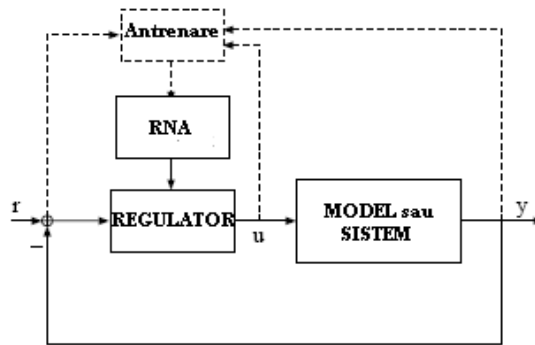 Antrenare
RNA
r
REGULATOR
u
MODEL sau
SISTEM
y
−